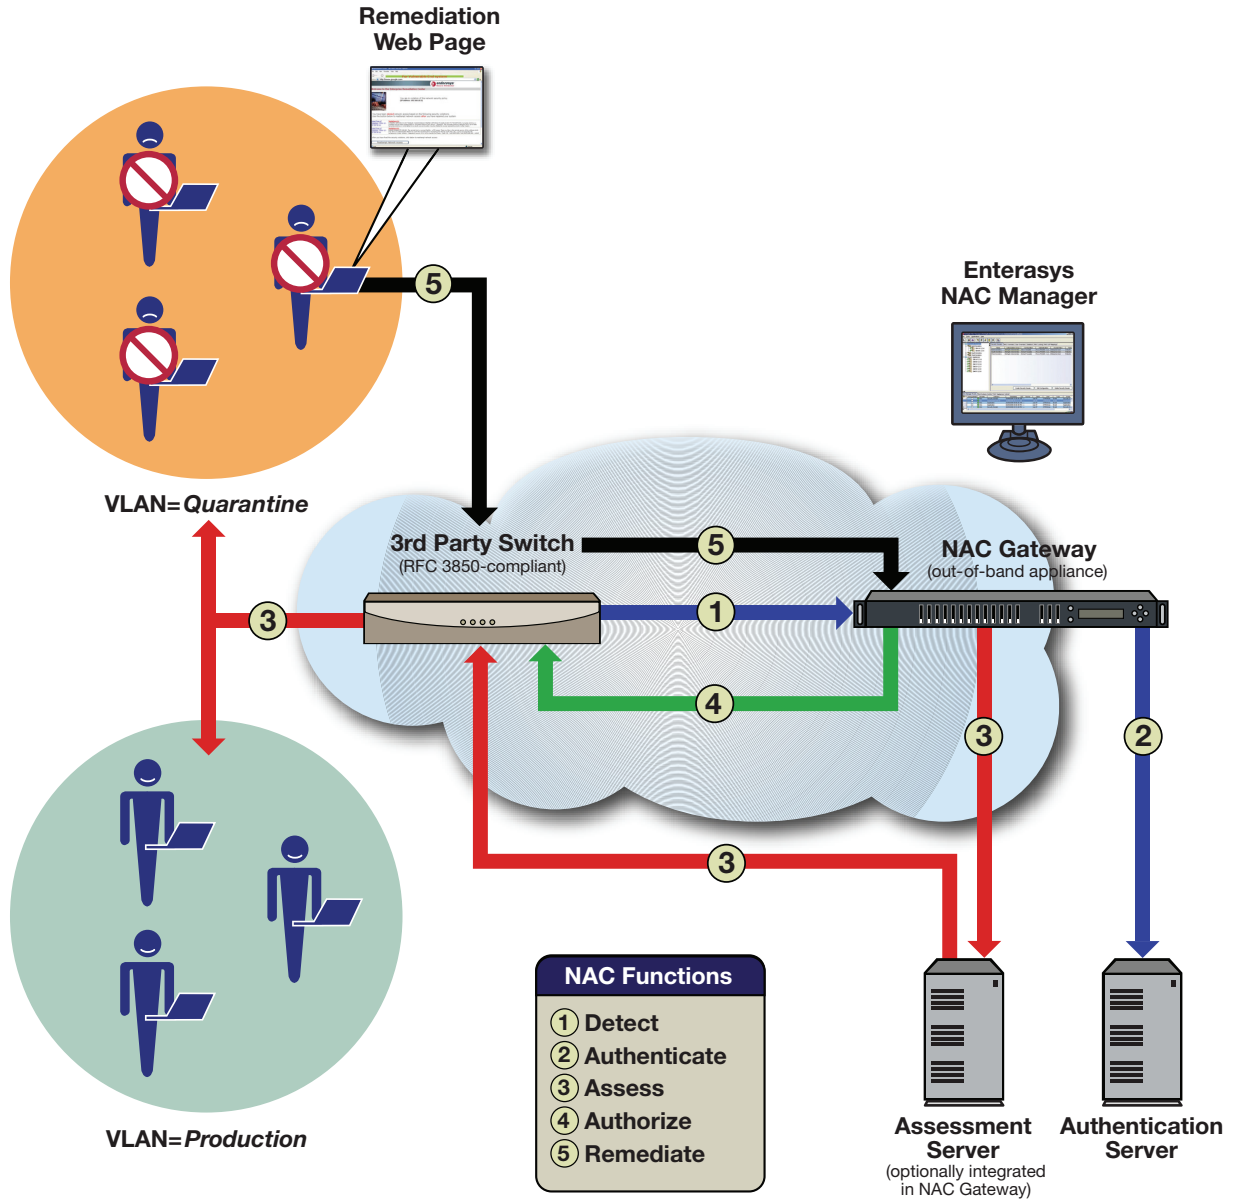 Remediation
Web Page
Enterasys
NAC Manager
5
VLAN=Quarantine
3rd Party Switch
(RFC 3850-compliant)
5
NAC Gateway
(out-of-band appliance)
3
1
4
3
2
3
VLAN=Production
NAC Functions
1 Detect
2 Authenticate
3 Assess
4 Authorize
5 Remediate
Assessment
Server
(optionally integrated
in NAC Gateway)
Authentication
Server